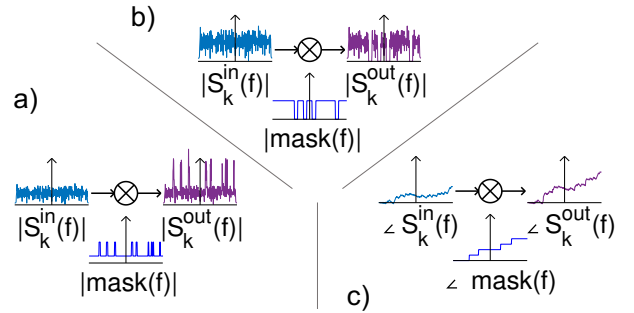 b)
|S_k^in(f)| |S_k^out(f)|
|mask(f)|
a)
|S_k^in(f)| |S_k^out(f)|
|mask(f)|
∠ S_k^in(f) ∠ S_k^out(f)
∠ mask(f)
c)